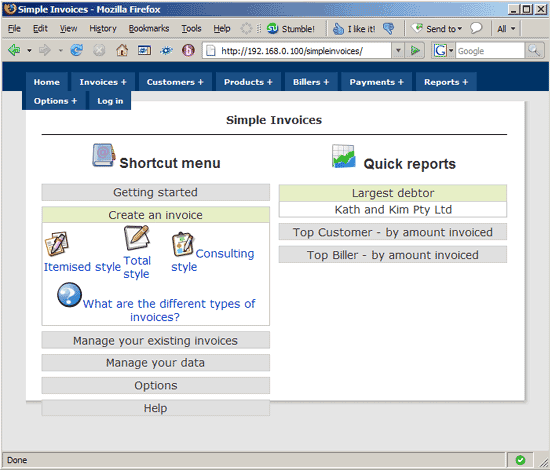 Simple Invoices - Mozilla Firefox
File Edit View History Bookmarks Tools Help Stumble! I like it! Send to All
http://192.168.0.100/simpleinvoices/ Google
Home Invoices + Customers + Products + Billers + Payments + Reports +
Options + Log in
Simple Invoices
Shortcut menu
Getting started
Create an invoice
Itemised style
Total
style
Consulting
style
What are the different types of
invoices?
Manage your existing invoices
Manage your data
Options
Help
Quick reports
Largest debtor
Kath and Kim Pty Ltd
Top Customer - by amount invoiced
Top Biller - by amount invoiced
Done